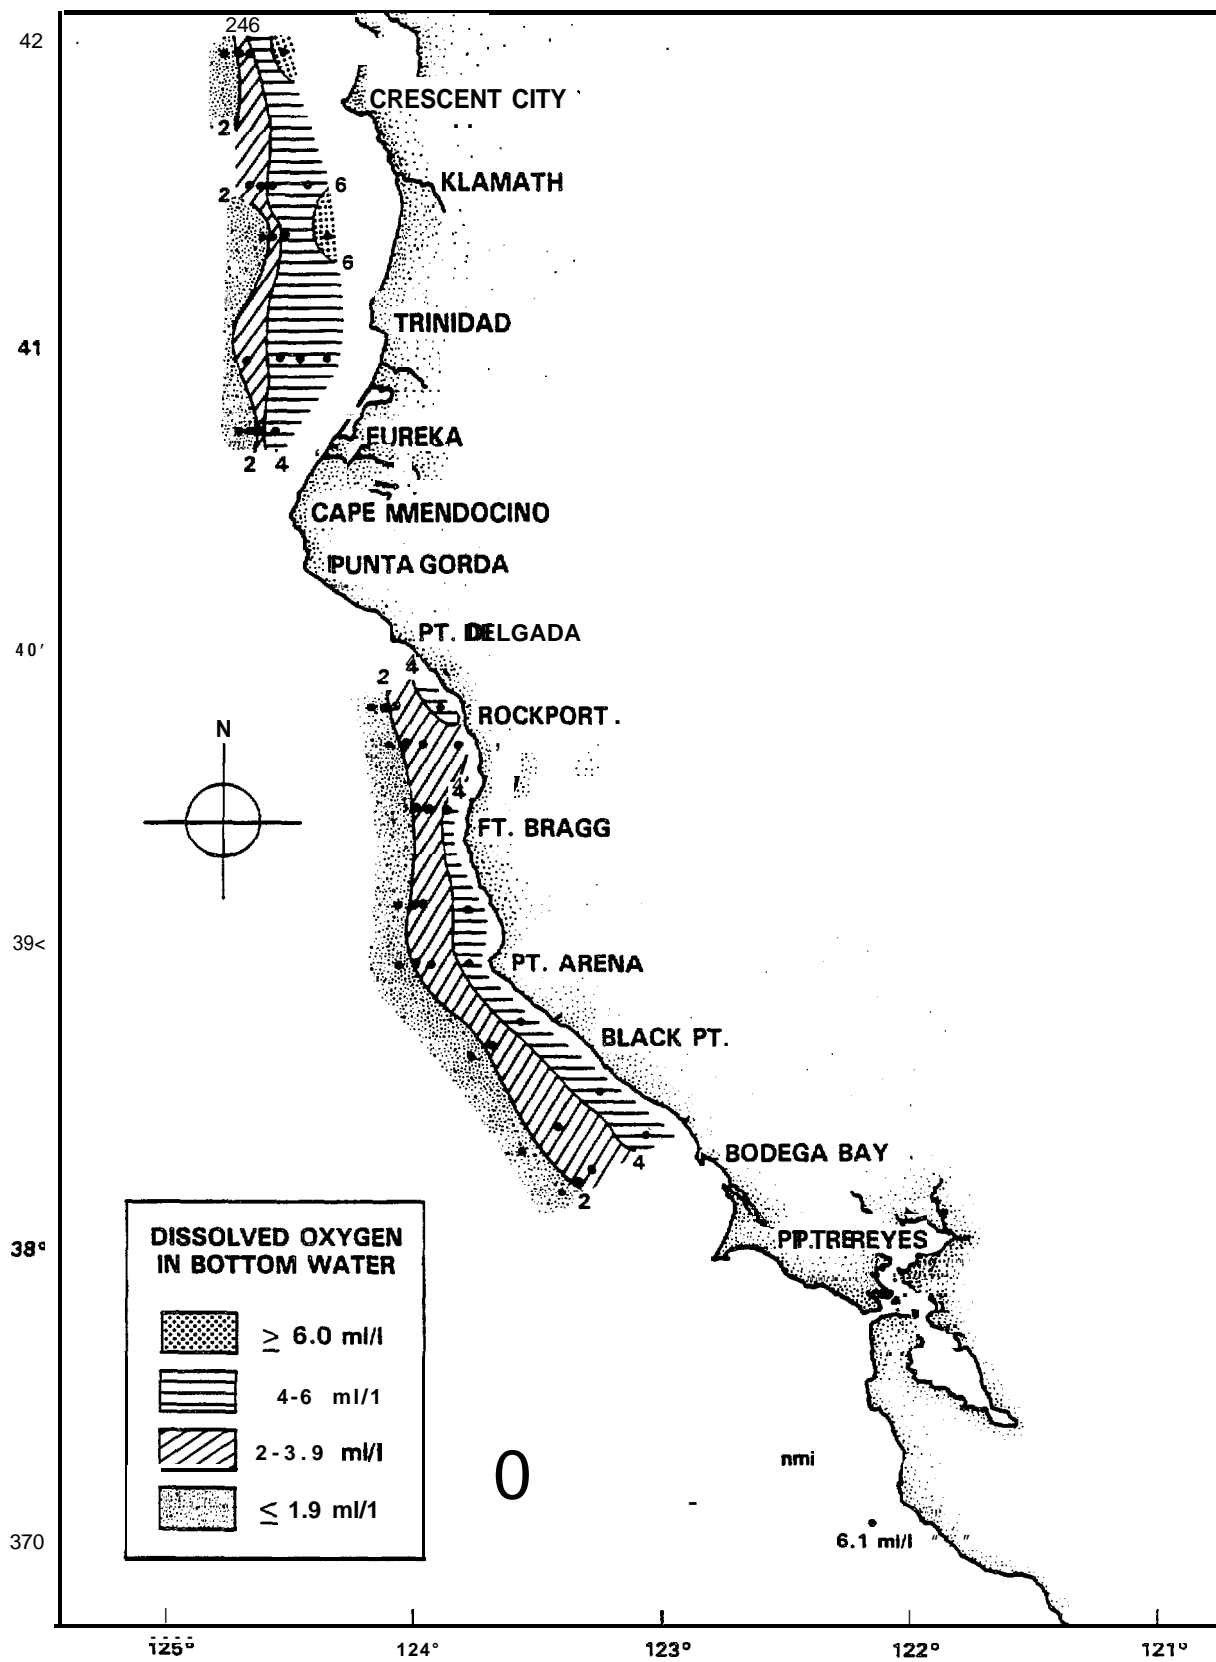 246
42
CRESCENT CITY
2
KLAMATH
2
6
6
TRINIDAD
41
EUREKA
2 4
CAPE MMENDOCINO
PUNTA GORDA
PT. DELGADA
40'
4
2
ROCKPORT .
N
4
FT. BRAGG
39<
PT. ARENA
BLACK PT.
BODEGA BAY
4
2
38°
DISSOLVED OXYGEN
IN BOTTOM WATER
≥ 6.0 ml/l
4-6 ml/1
2-3.9 ml/l
≤ 1.9 ml/1
0
nmi
370
6.1 ml/l
125° 124° 123° 122° 121°